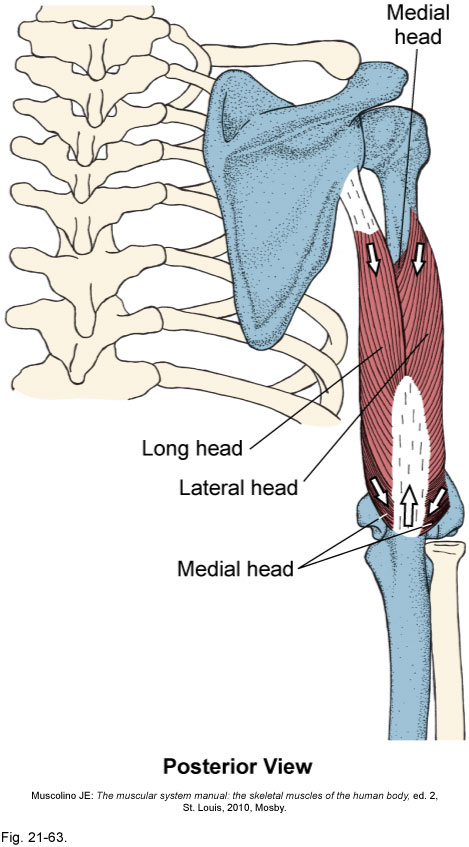 Medial
head
Long head
Lateral head
Medial head
Posterior View
Muscolino JE: The muscular system manual: the skeletal muscles of the human body, ed. 2,
St. Louis, 2010, Mosby.
Fig. 21-63.